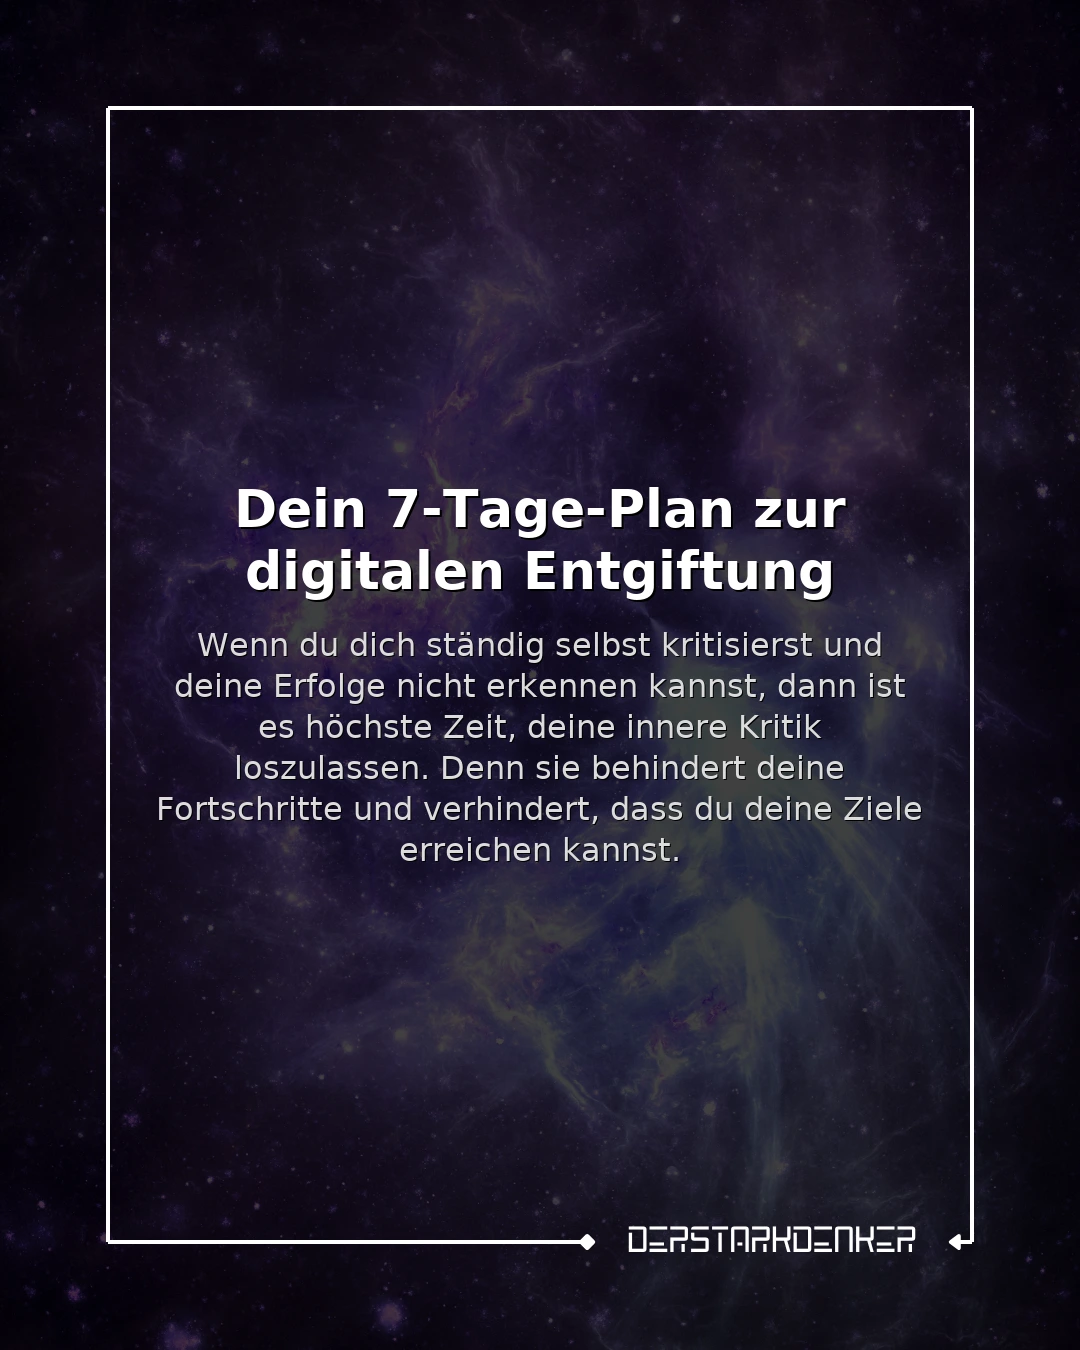 Dein 7-Tage-Plan zur
digitalen Entgiftung
Wenn du dich ständig selbst kritisierst und
deine Erfolge nicht erkennen kannst, dann ist
es höchste Zeit, deine innere Kritik
loszulassen. Denn sie behindert deine
Fortschritte und verhindert, dass du deine Ziele
erreichen kannst.
DERSTARKDENKER